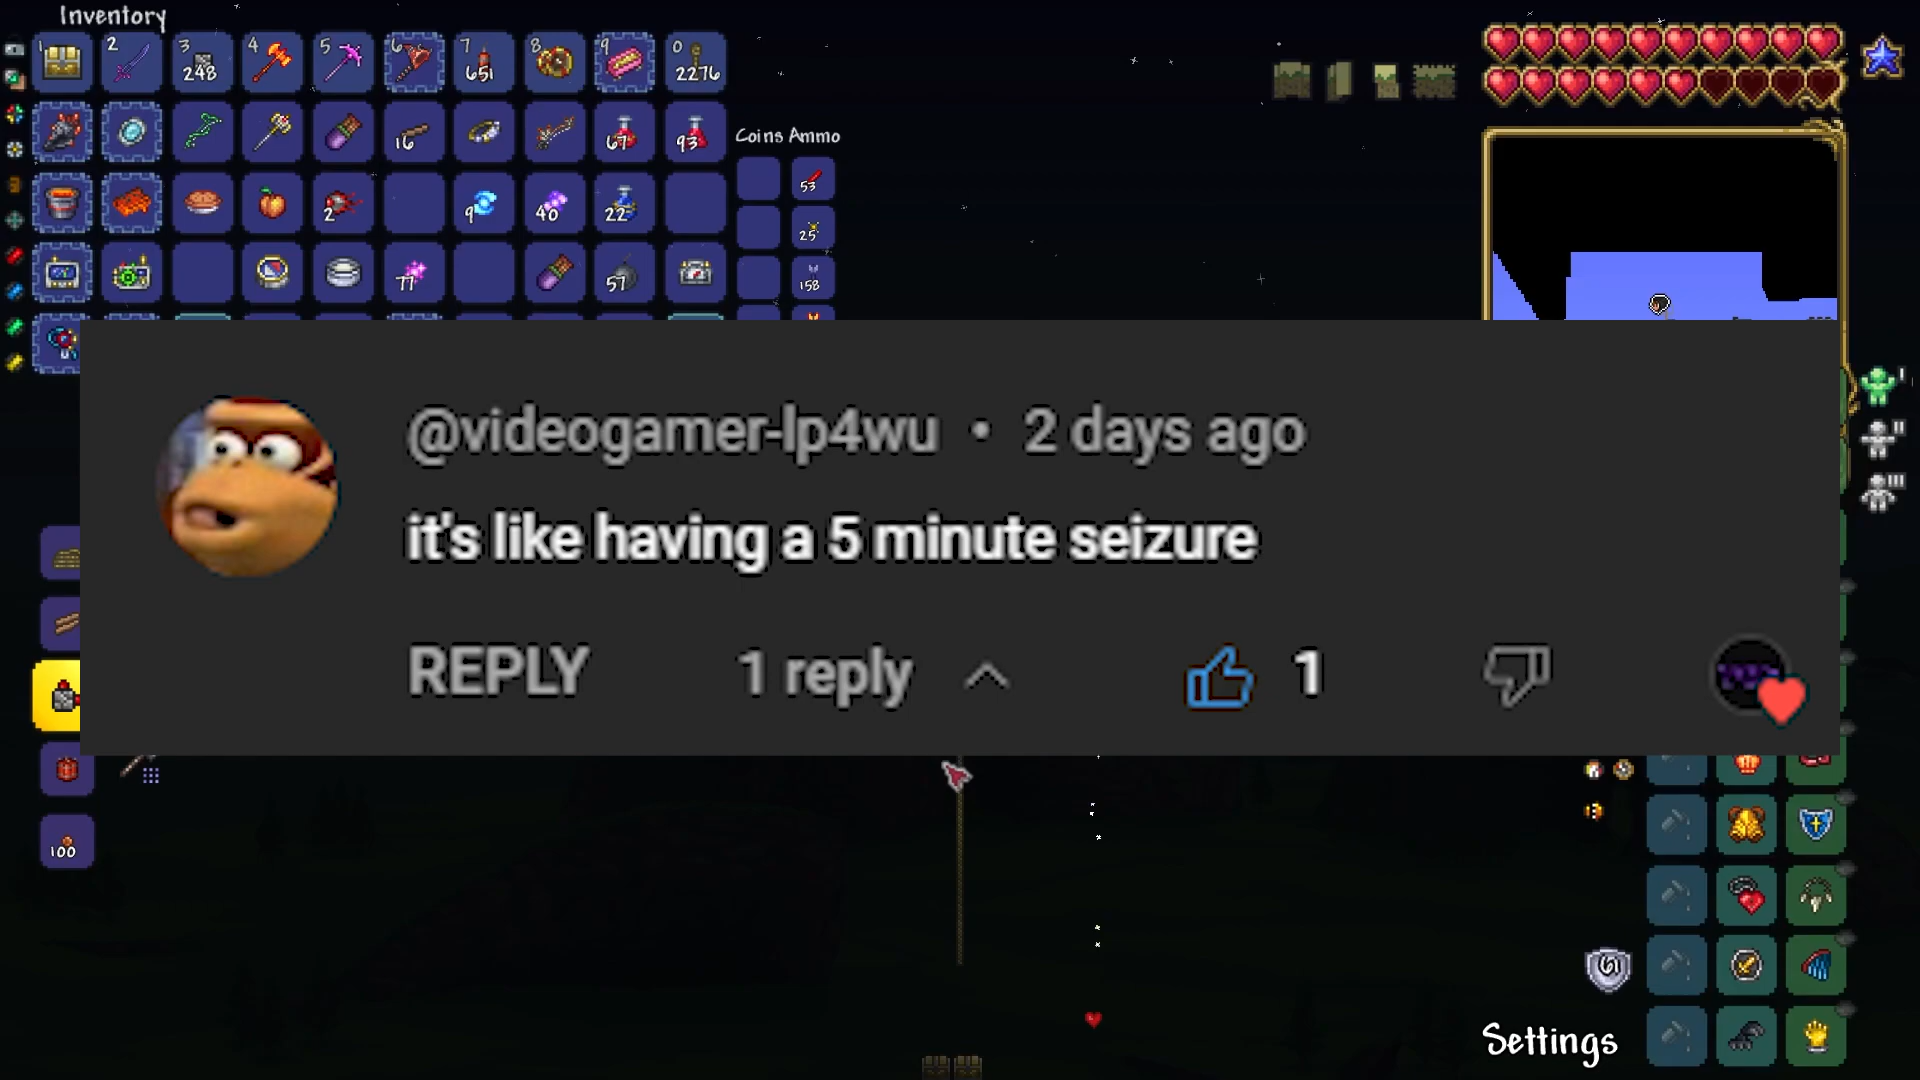 Inventory
1 2 3 4 5 6 7 8 9 0
248 651 2276
16 67 93
Coins Ammo
53
2 9 40 22
25
77 57
158
@videogamer-lp4wu • 2 days ago
it's like having a 5 minute seizure
REPLY 1 reply 1
100
6
Settings